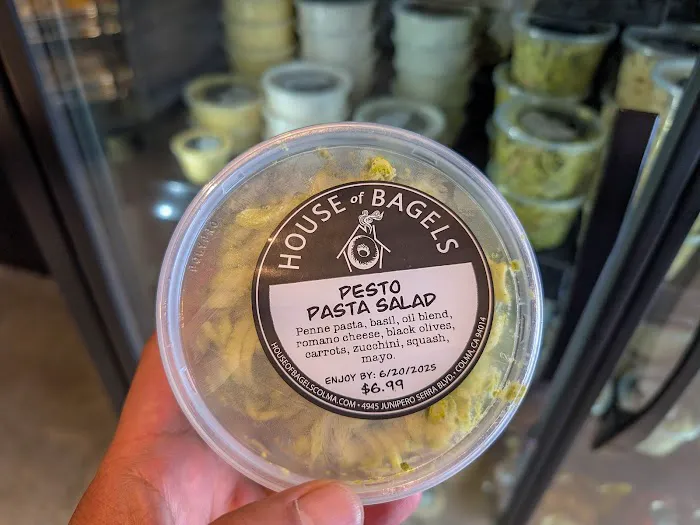 HOUSE of BAGELS
PESTO
PASTA SALAD
Penne pasta, basil, oil blend,
romano cheese, black olives,
carrots, zucchini, squash,
mayo.
ENJOY BY: 6/20/2025
$6.99
HOUSEOFBAGELSCOLMA.COM • 4945 JUNIPERO SERRA BLVD., COLMA CA 94014